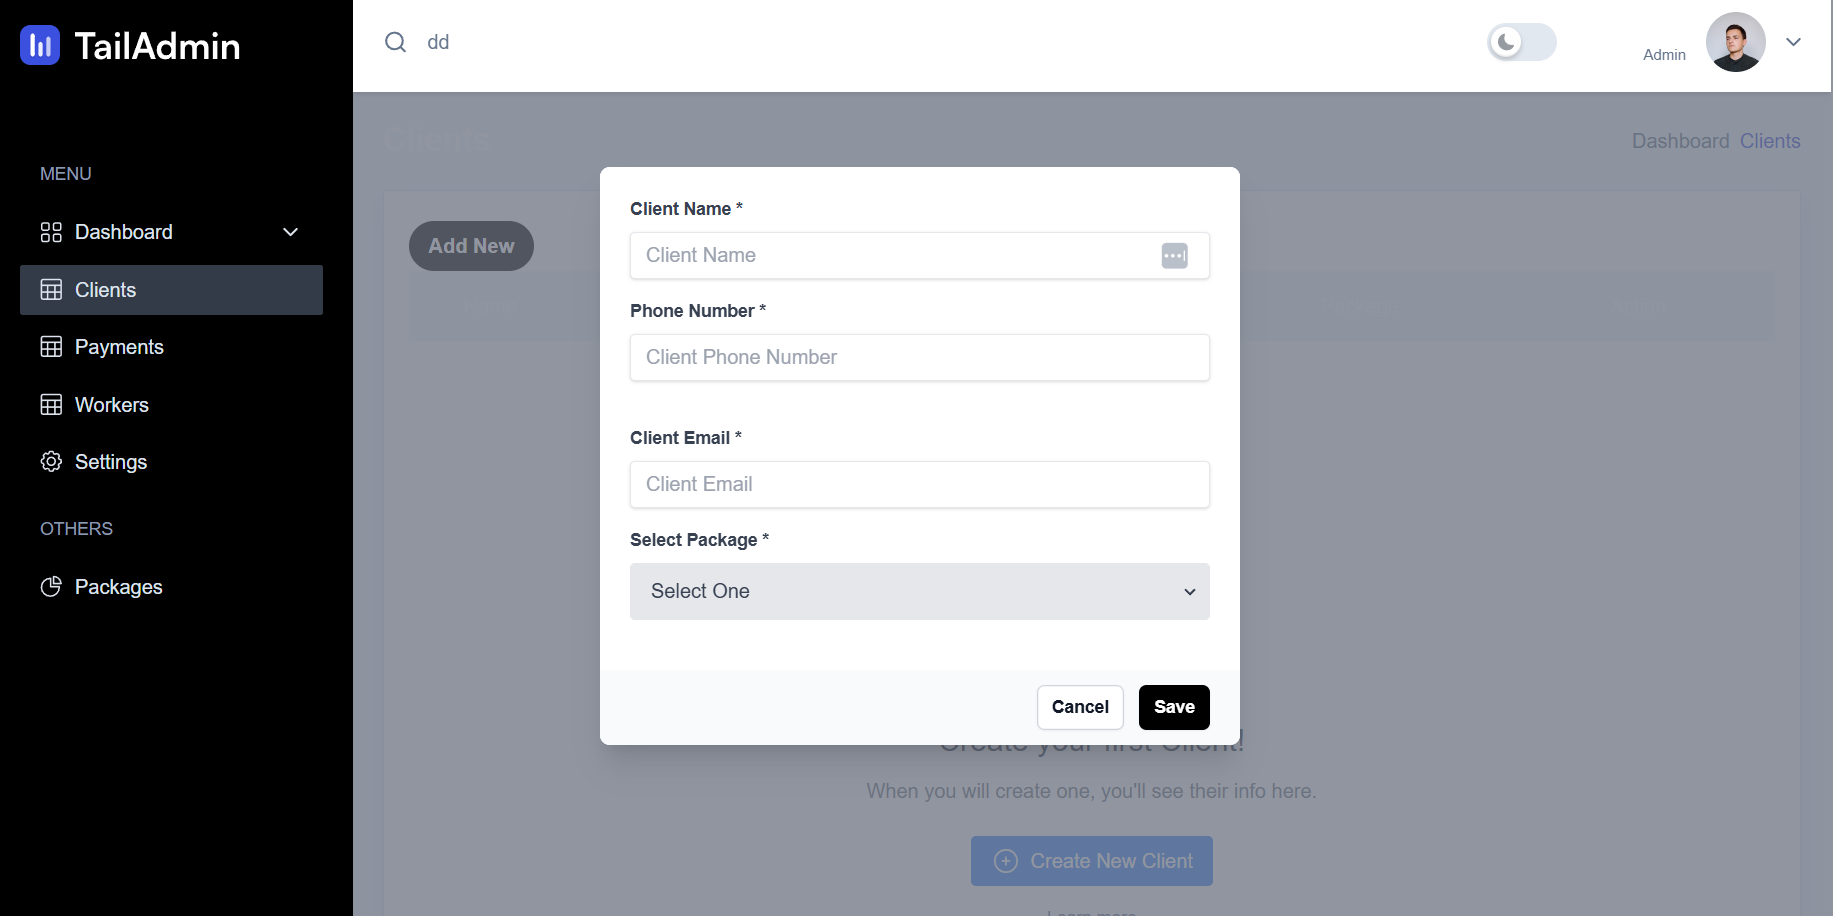 TailAdmin
dd
Admin
MENU
Dashboard
Clients
Payments
Workers
Settings
OTHERS
Packages
Clients
Dashboard Clients
Add New
Client Name *
Client Name
Phone Number *
Client Phone Number
Client Email *
Client Email
Select Package *
Select One
Cancel
Save
Create your first Client!
When you will create one, you'll see their info here.
Create New Client
Learn more